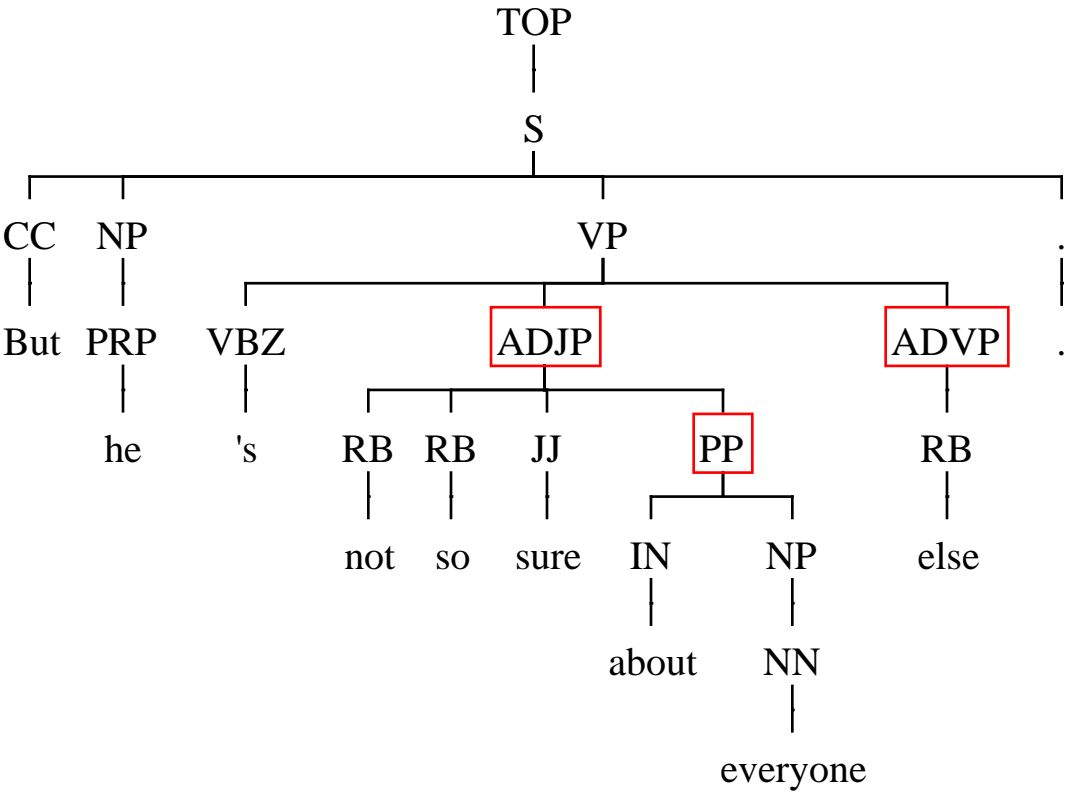 TOP
S
CC NP VP .
But PRP VBZ ADJP ADVP .
he 's RB RB JJ PP RB
not so sure IN NP else
about NN
everyone